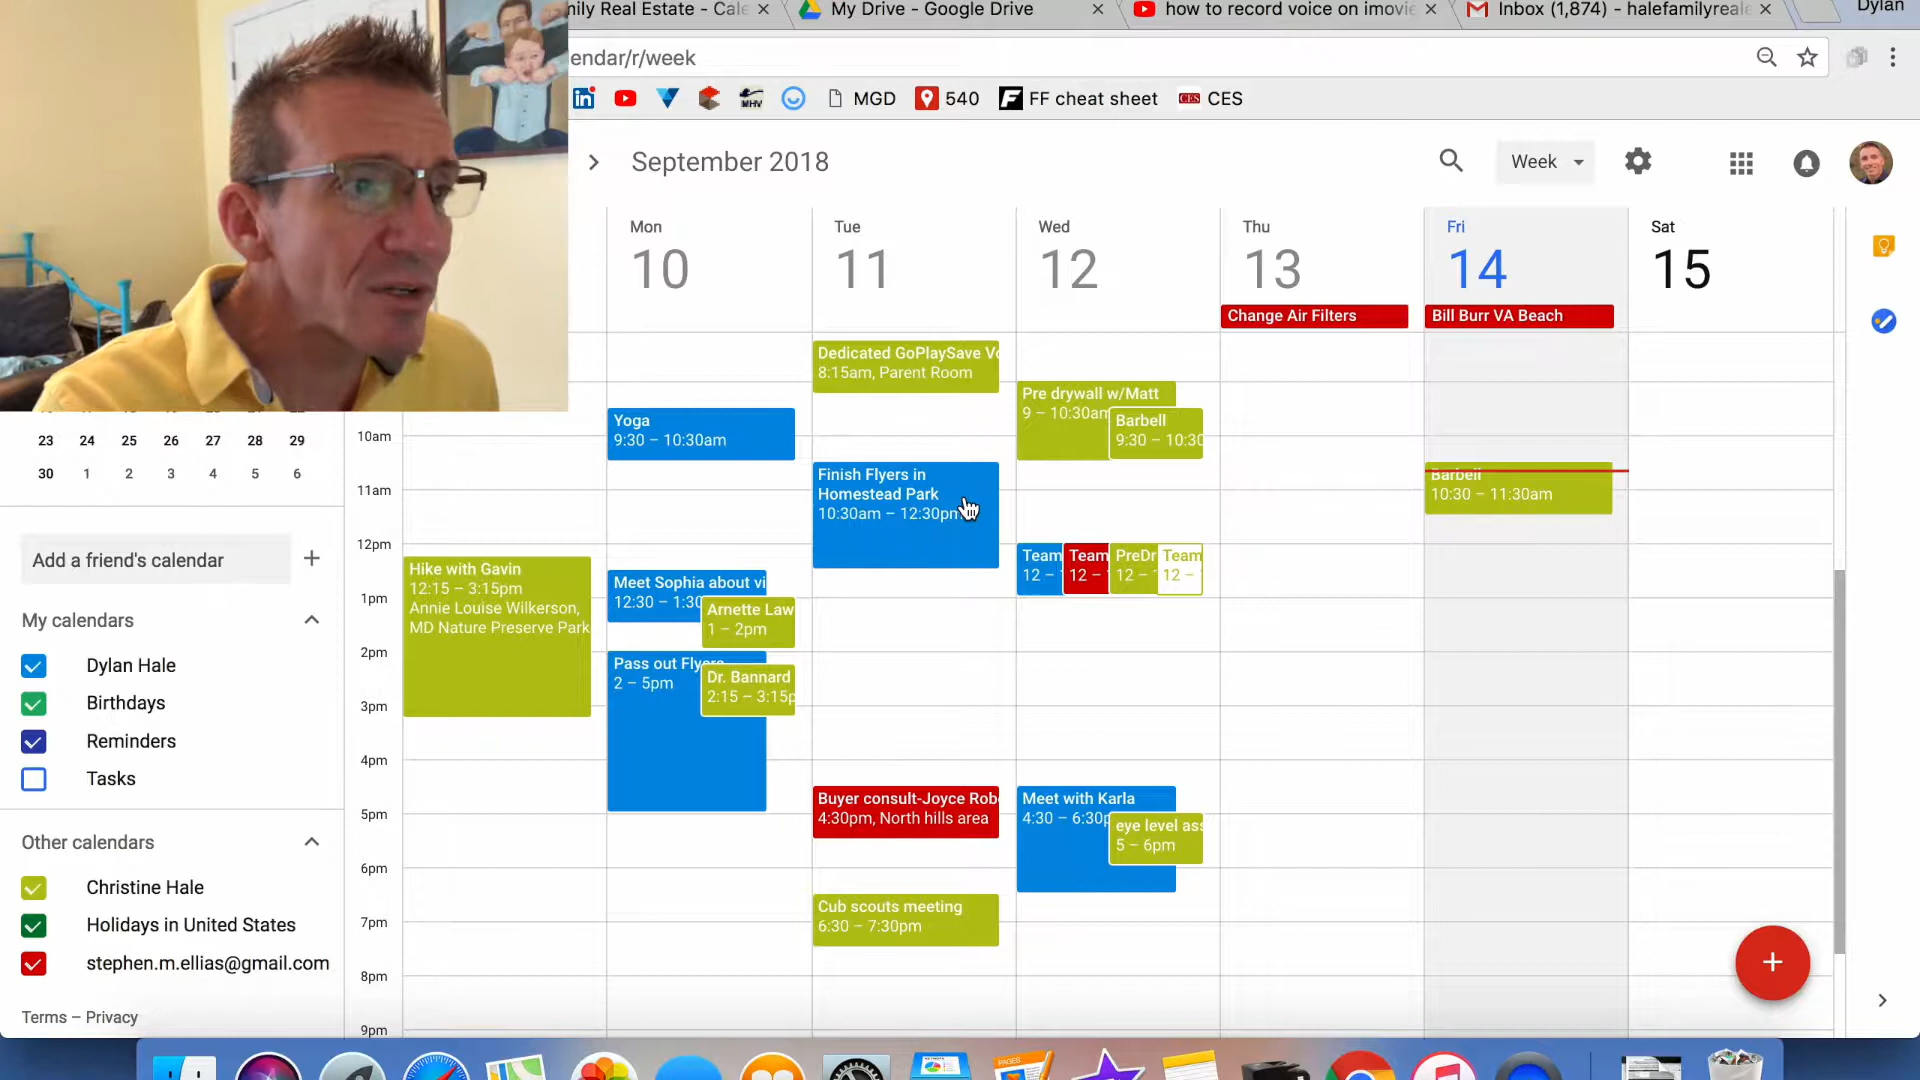 mily Real Estate - Cale
My Drive - Google Drive
how to record voice on imovie
Inbox (1,874) - halefamilyreale
Dylan
endar/r/week
MHV
MGD
540
FF cheat sheet
CES
CES
September 2018
Week
Mon
10
Tue
11
Wed
12
Thu
13
Fri
14
Sat
15
Change Air Filters
Bill Burr VA Beach
Dedicated GoPlaySave Vo
8:15am, Parent Room
Pre drywall w/Matt
9 – 10:30am
Barbell
9:30 – 10:30
Yoga
9:30 – 10:30am
Finish Flyers in
Homestead Park
10:30am – 12:30pm
Barbell
10:30 – 11:30am
Hike with Gavin
12:15 – 3:15pm
Annie Louise Wilkerson,
MD Nature Preserve Park
Meet Sophia about vi
12:30 – 1:30
Arnette Law
1 – 2pm
Team
12 –
Team
12 –
PreDr
12 –
Team
12 –
Pass out Flyers
2 – 5pm
Dr. Bannard
2:15 – 3:15p
Buyer consult-Joyce Rob
4:30pm, North hills area
Meet with Karla
4:30 – 6:30p
eye level ass
5 – 6pm
Cub scouts meeting
6:30 – 7:30pm
10am
11am
12pm
1pm
2pm
3pm
4pm
5pm
6pm
7pm
8pm
9pm
23 24 25 26 27 28 29
30 1 2 3 4 5 6
Add a friend's calendar
My calendars
Dylan Hale
Birthdays
Reminders
Tasks
Other calendars
Christine Hale
Holidays in United States
stephen.m.ellias@gmail.com
Terms – Privacy
PAGES